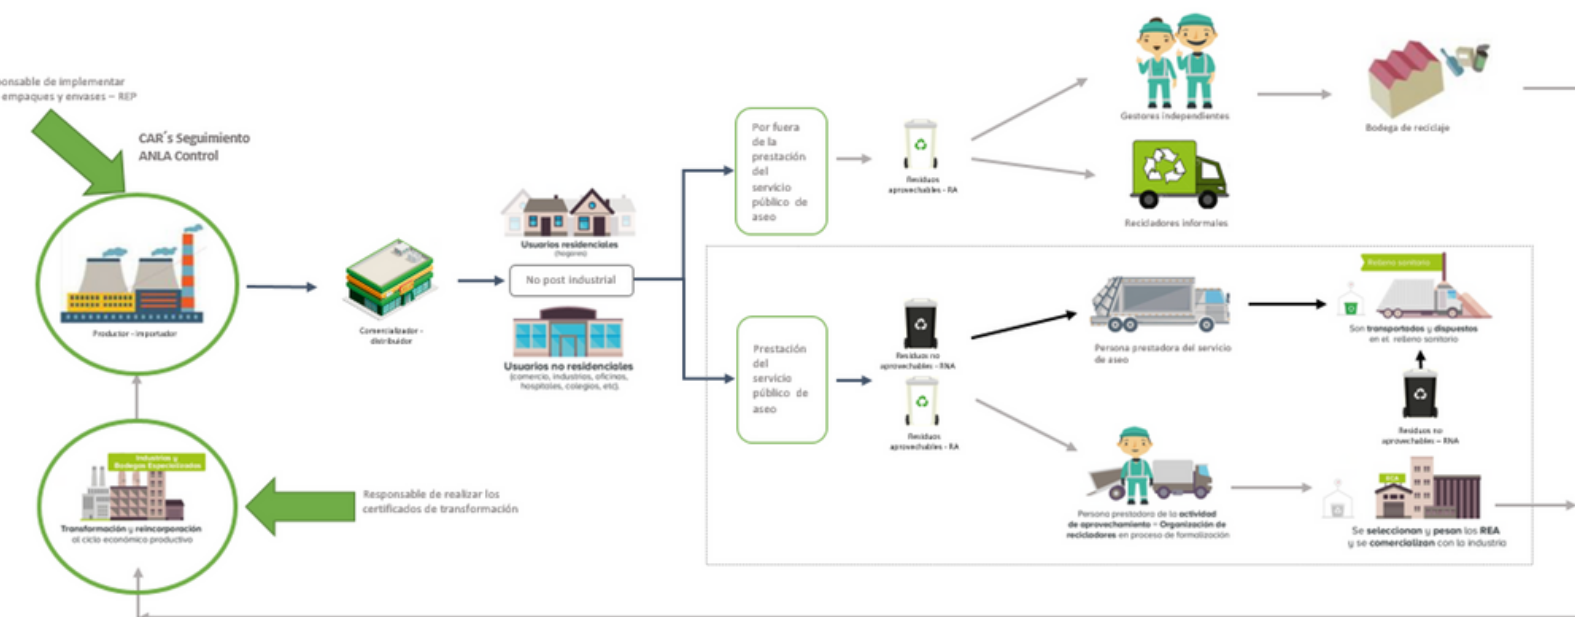 onsable de implementar
empaques y envases – REP
CAR´s Seguimiento
ANLA Control
Productor - importador
Comercializador -
distribuidor
Usuarios residenciales
(hogares)
No post industrial
Usuarios no residenciales
(comercio, industrias, oficinas,
hospitales, colegios, etc).
Por fuera
de la
prestación
del
servicio
público de
aseo
Residuos
aprovechables - RA
Gestores independientes
Recicladores informales
Bodega de reciclaje
Prestación
del
servicio
público de
aseo
Residuos no
aprovechables - RNA
Residuos
aprovechables - RA
Persona prestadora del servicio
de aseo
Relleno sanitario
Son transportados y dispuestos
en el relleno sanitario
Residuos no
aprovechables – RNA
Persona prestadora de la actividad
de aprovechamiento – Organización de
recicladores en proceso de formalización
ECA
Se seleccionan y pesan los REA
y se comercializan con la industria
Industrias y
Bodegas Especializadas
Transformación y reincorporación
al ciclo económico productivo
Responsable de realizar los
certificados de transformación